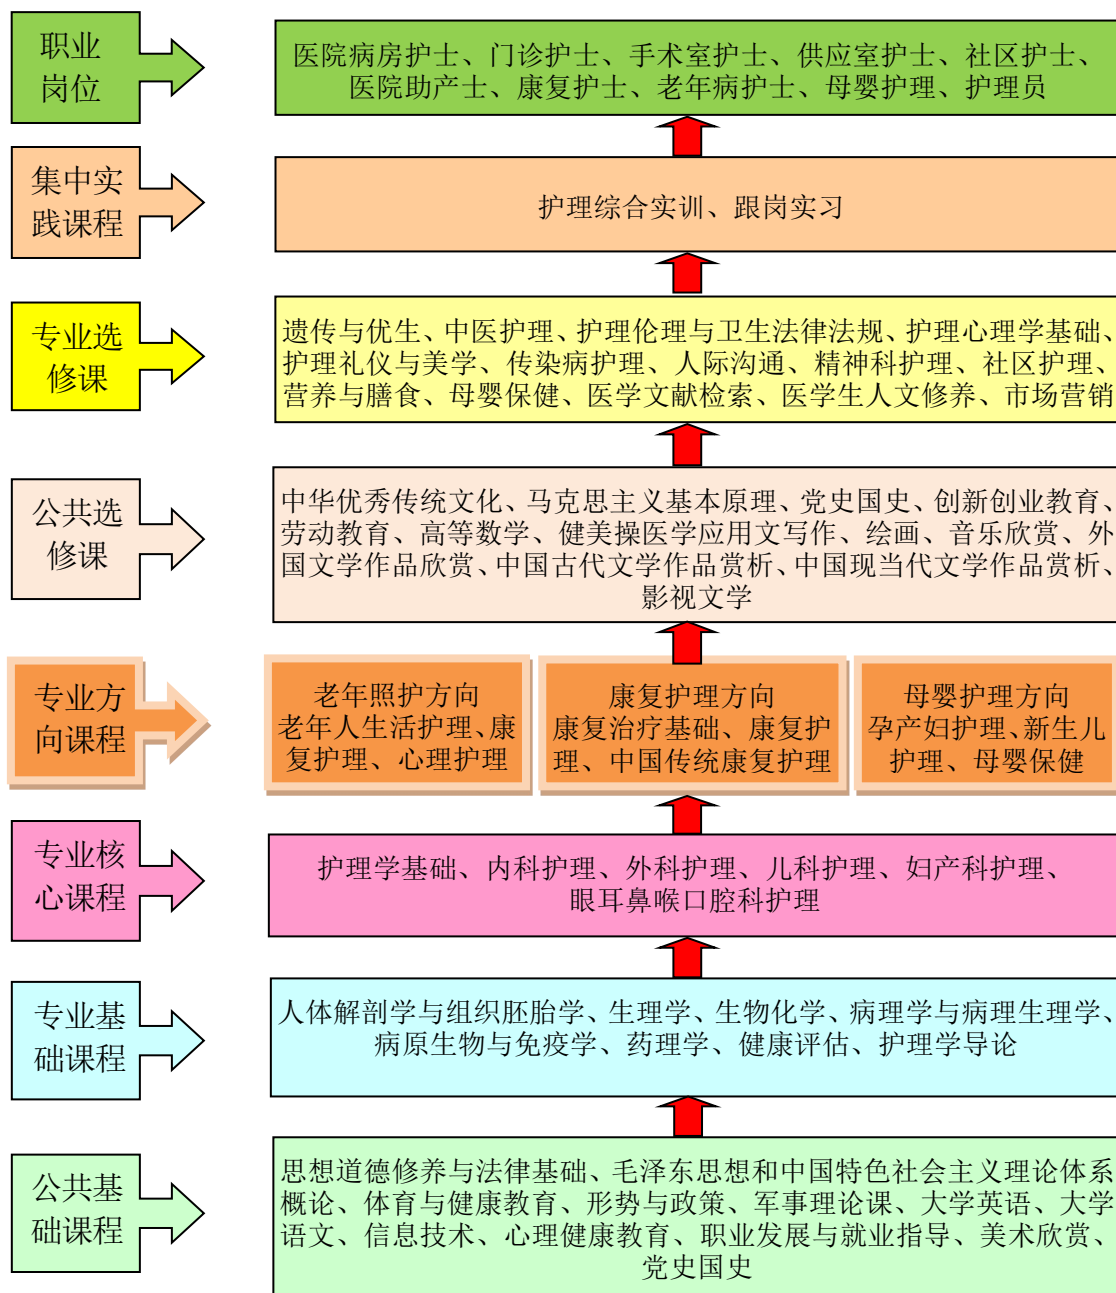 职业
岗位
医院病房护士、门诊护士、手术室护士、供应室护士、社区护士、
医院助产士、康复护士、老年病护士、母婴护理、护理员
集中实
践课程
护理综合实训、跟岗实习
专业选
修课
遗传与优生、中医护理、护理伦理与卫生法律法规、护理心理学基础、
护理礼仪与美学、传染病护理、人际沟通、精神科护理、社区护理、
营养与膳食、母婴保健、医学文献检索、医学生人文修养、市场营销
公共选
修课
中华优秀传统文化、马克思主义基本原理、党史国史、创新创业教育、
劳动教育、高等数学、健美操医学应用文写作、绘画、音乐欣赏、外
国文学作品欣赏、中国古代文学作品赏析、中国现当代文学作品赏析、
影视文学
专业方
向课程
老年照护方向
老年人生活护理、康
复护理、心理护理
康复护理方向
康复治疗基础、康复护
理、中国传统康复护理
母婴护理方向
孕产妇护理、新生儿
护理、母婴保健
专业核
心课程
护理学基础、内科护理、外科护理、儿科护理、妇产科护理、
眼耳鼻喉口腔科护理
专业基
础课程
人体解剖学与组织胚胎学、生理学、生物化学、病理学与病理生理学、
病原生物与免疫学、药理学、健康评估、护理学导论
公共基
础课程
思想道德修养与法律基础、毛泽东思想和中国特色社会主义理论体系
概论、体育与健康教育、形势与政策、军事理论课、大学英语、大学
语文、信息技术、心理健康教育、职业发展与就业指导、美术欣赏、
党史国史